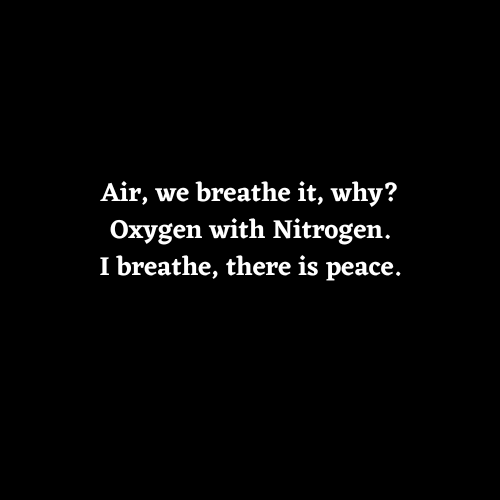 Air, we breathe it, why?
Oxygen with Nitrogen.
I breathe, there is peace.